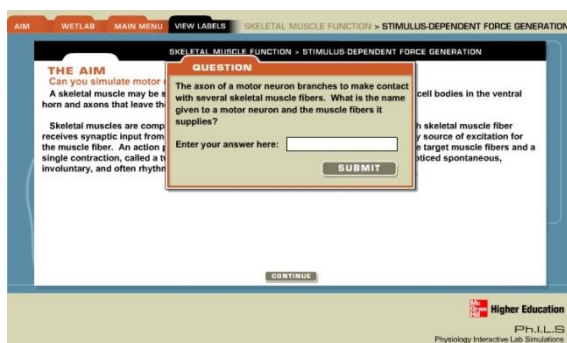 AIM WETLAB MAIN MENU VIEW LABELS SKELETAL MUSCLE FUNCTION > STIMULUS-DEPENDENT FORCE GENERATION
SKELETAL MUSCLE FUNCTION > STIMULUS-DEPENDENT FORCE GENERATION
THE AIM
Can you simulate motor
A skeletal muscle may be s
cell bodies in the ventral
horn and axons that leave th
Skeletal muscles are comp
h skeletal muscle fiber
receives synaptic input from
y source of excitation for
the muscle fiber. An action p
e target muscle fibers and a
single contraction, called a t
oticed spontaneous,
involuntary, and often rhythm
QUESTION
The axon of a motor neuron branches to make contact
with several skeletal muscle fibers. What is the name
given to a motor neuron and the muscle fibers it
supplies?
Enter your answer here:
SUBMIT
CONTINUE
Mc
Graw
Hill
Higher Education
Ph.I.L.S
Physiology Interactive Lab Simulations